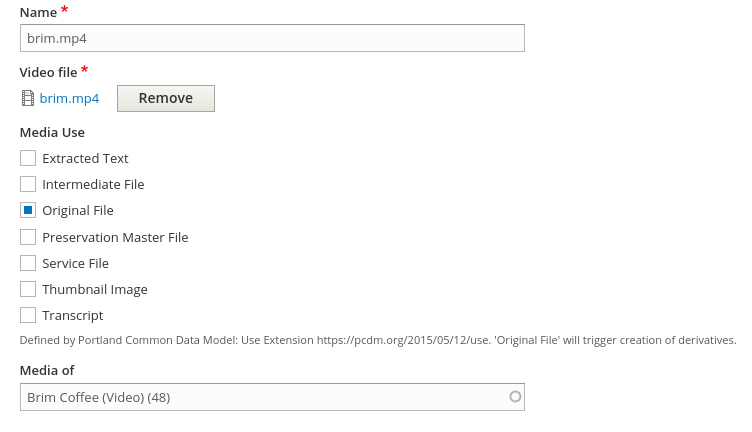 Name *
brim.mp4
Video file *
brim.mp4 Remove
Media Use
Extracted Text
Intermediate File
Original File
Preservation Master File
Service File
Thumbnail Image
Transcript
Defined by Portland Common Data Model: Use Extension https://pcdm.org/2015/05/12/use. 'Original File' will trigger creation of derivatives.
Media of
Brim Coffee (Video) (48)